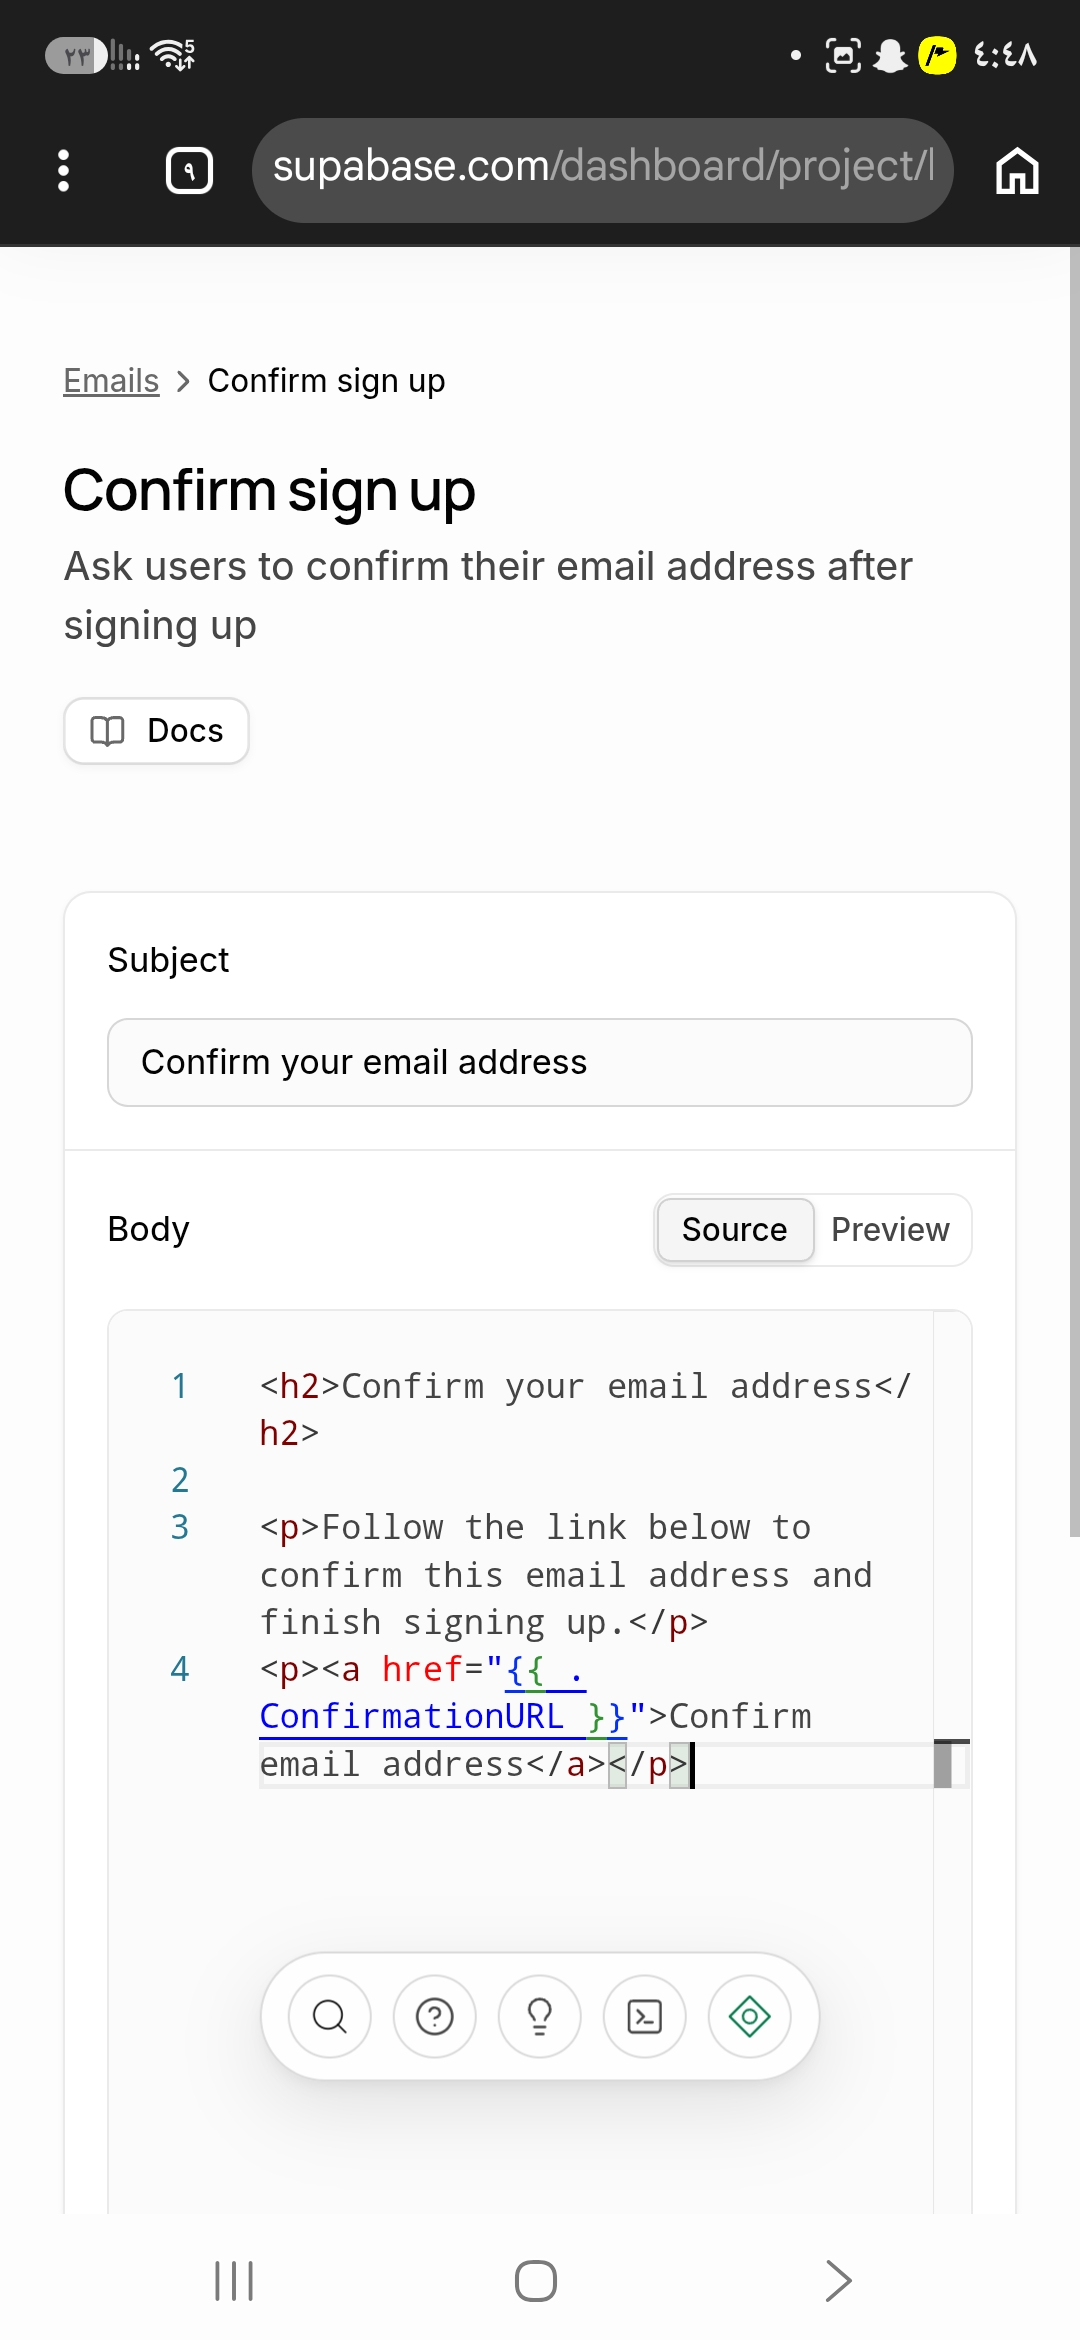 ٢٣
5
٤:٤٨
٩
supabase.com/dashboard/project/l
Emails > Confirm sign up
Confirm sign up
Ask users to confirm their email address after
signing up
Docs
Subject
Confirm your email address
Body
Source
Preview
1 <h2>Confirm your email address</
h2>
2
3 <p>Follow the link below to
confirm this email address and
finish signing up.</p>
4 <p><a href="{{ .
ConfirmationURL }}">Confirm
email address</a></p>